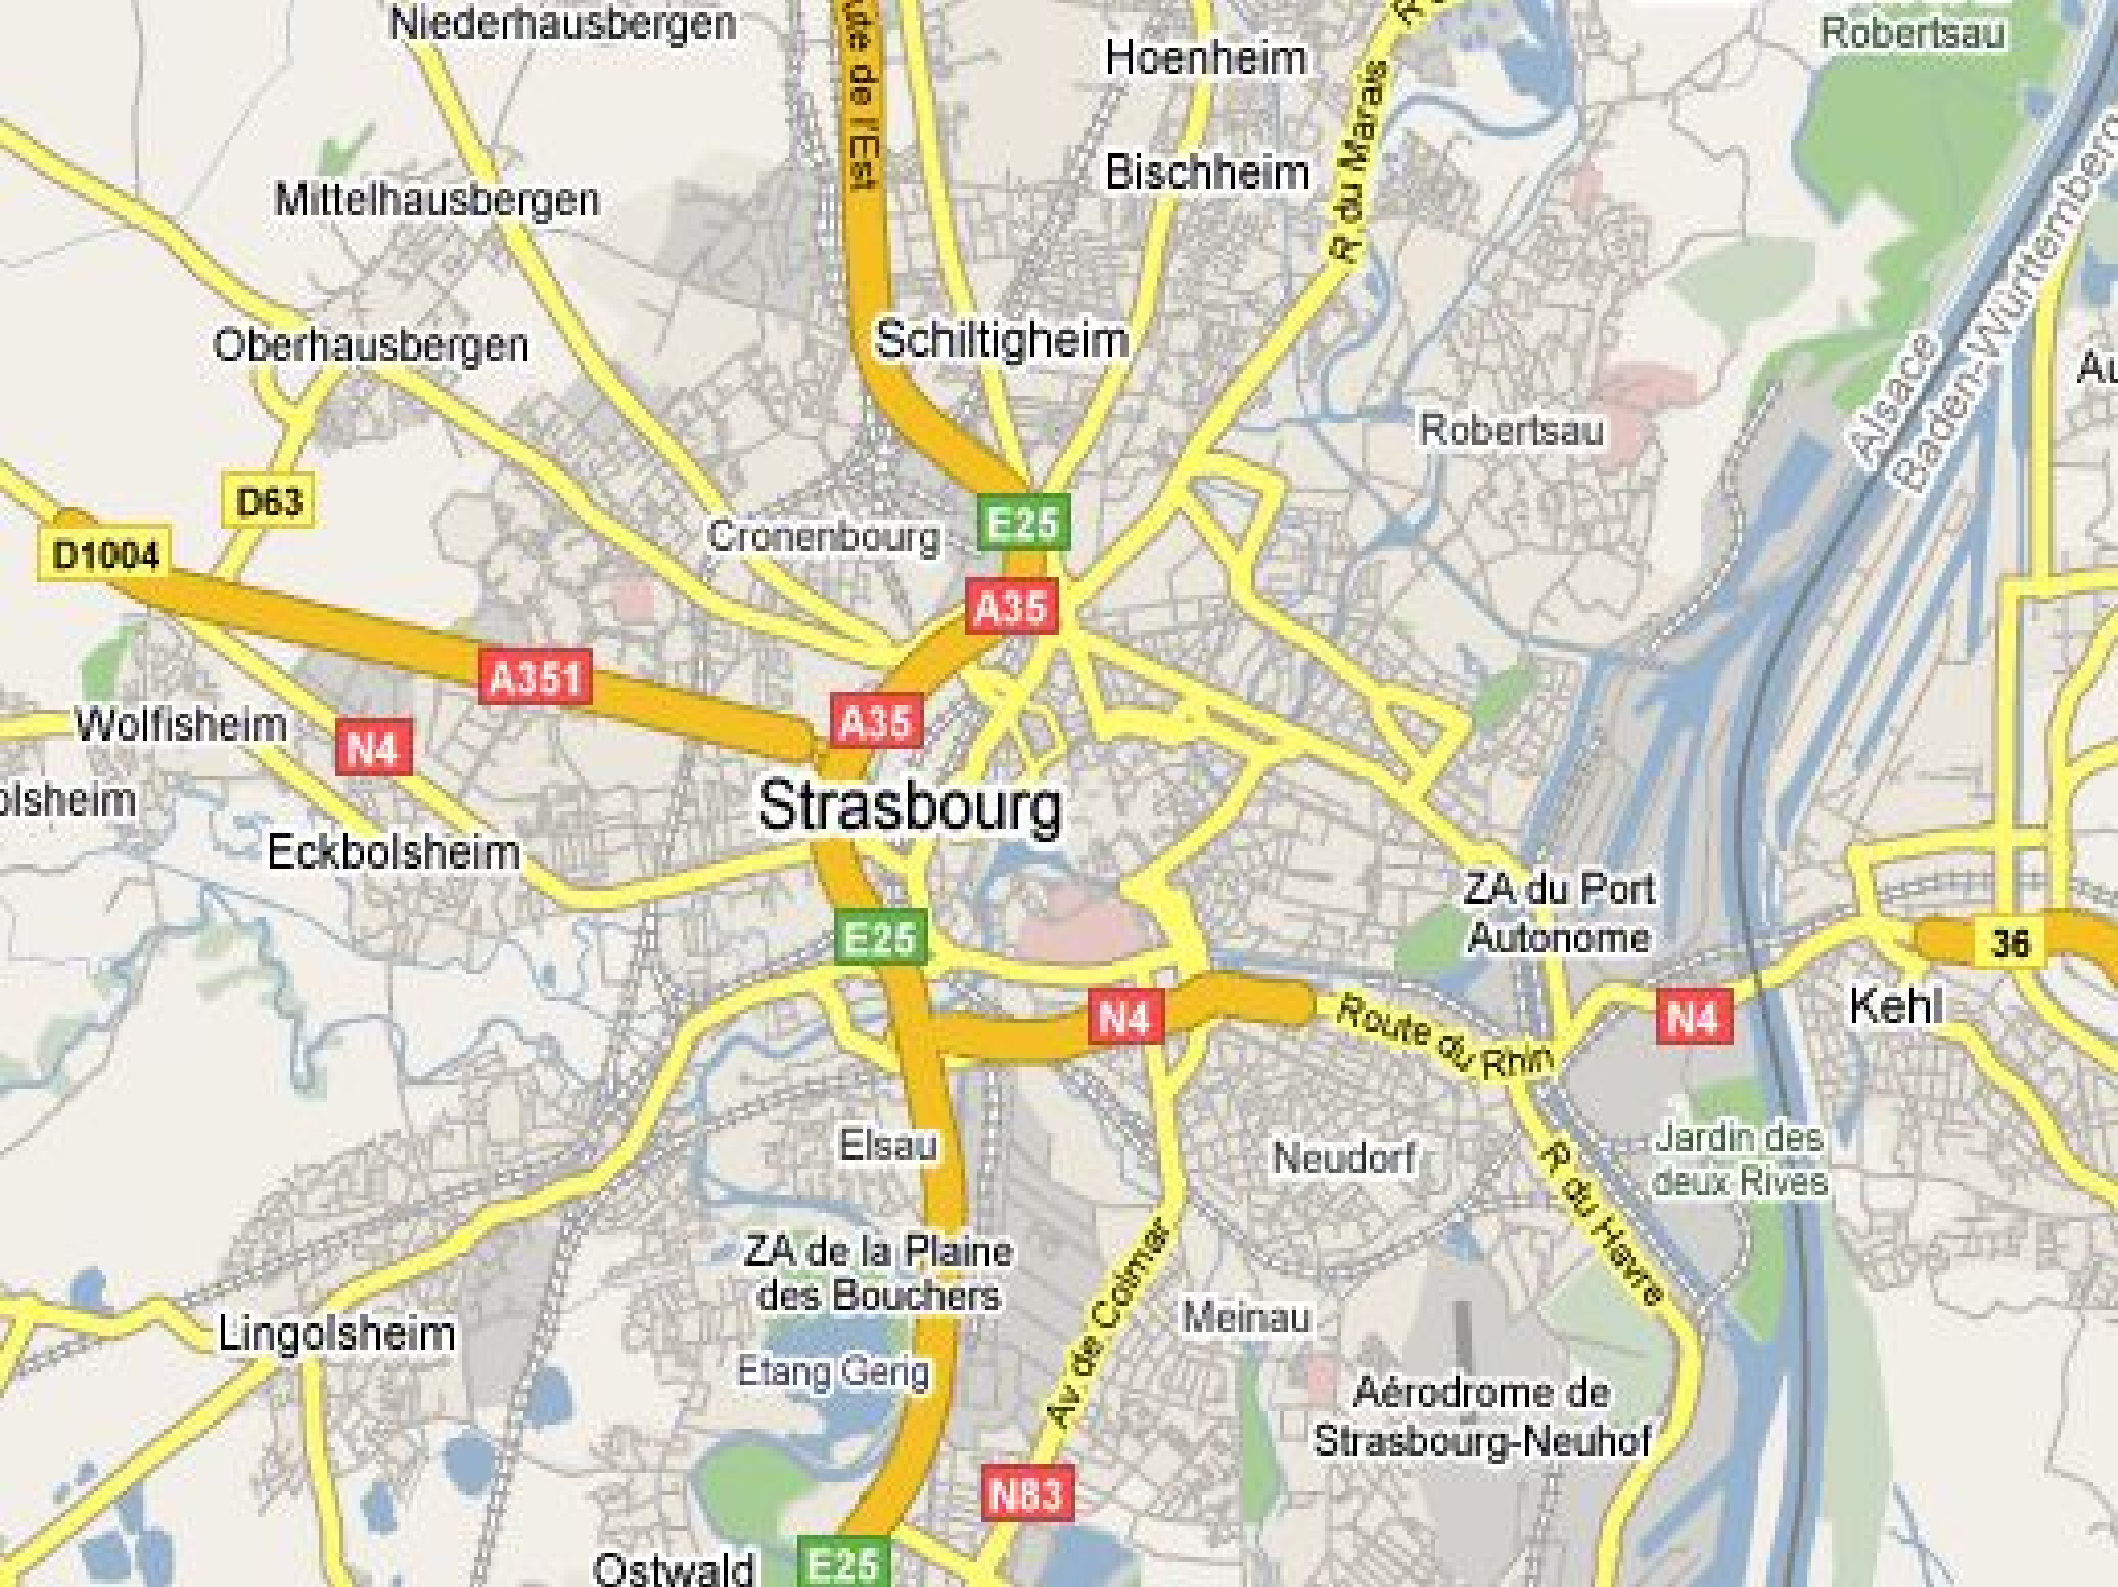 Niederhausbergen
ute de l'Est
Hoenheim
Robertsau
R du Marais
Bischheim
Mittelhausbergen
Baden-Württemberg
Alsace
Oberhausbergen
Schiltigheim
Robertsau
D63
D1004
Cronenbourg
E25
A35
A351
A35
Wolfisheim
N4
olsheim
Strasbourg
Eckbolsheim
ZA du Port
Autonome
E25
36
N4
Route du Rhin
N4
Kehl
Elsau
Neudorf
Jardin des
deux Rives
R du Havre
ZA de la Plaine
des Bouchers
Av de Colmar
Meinau
Lingolsheim
Etang Gerig
Aérodrome de
Strasbourg-Neuhof
N83
Ostwald
E25